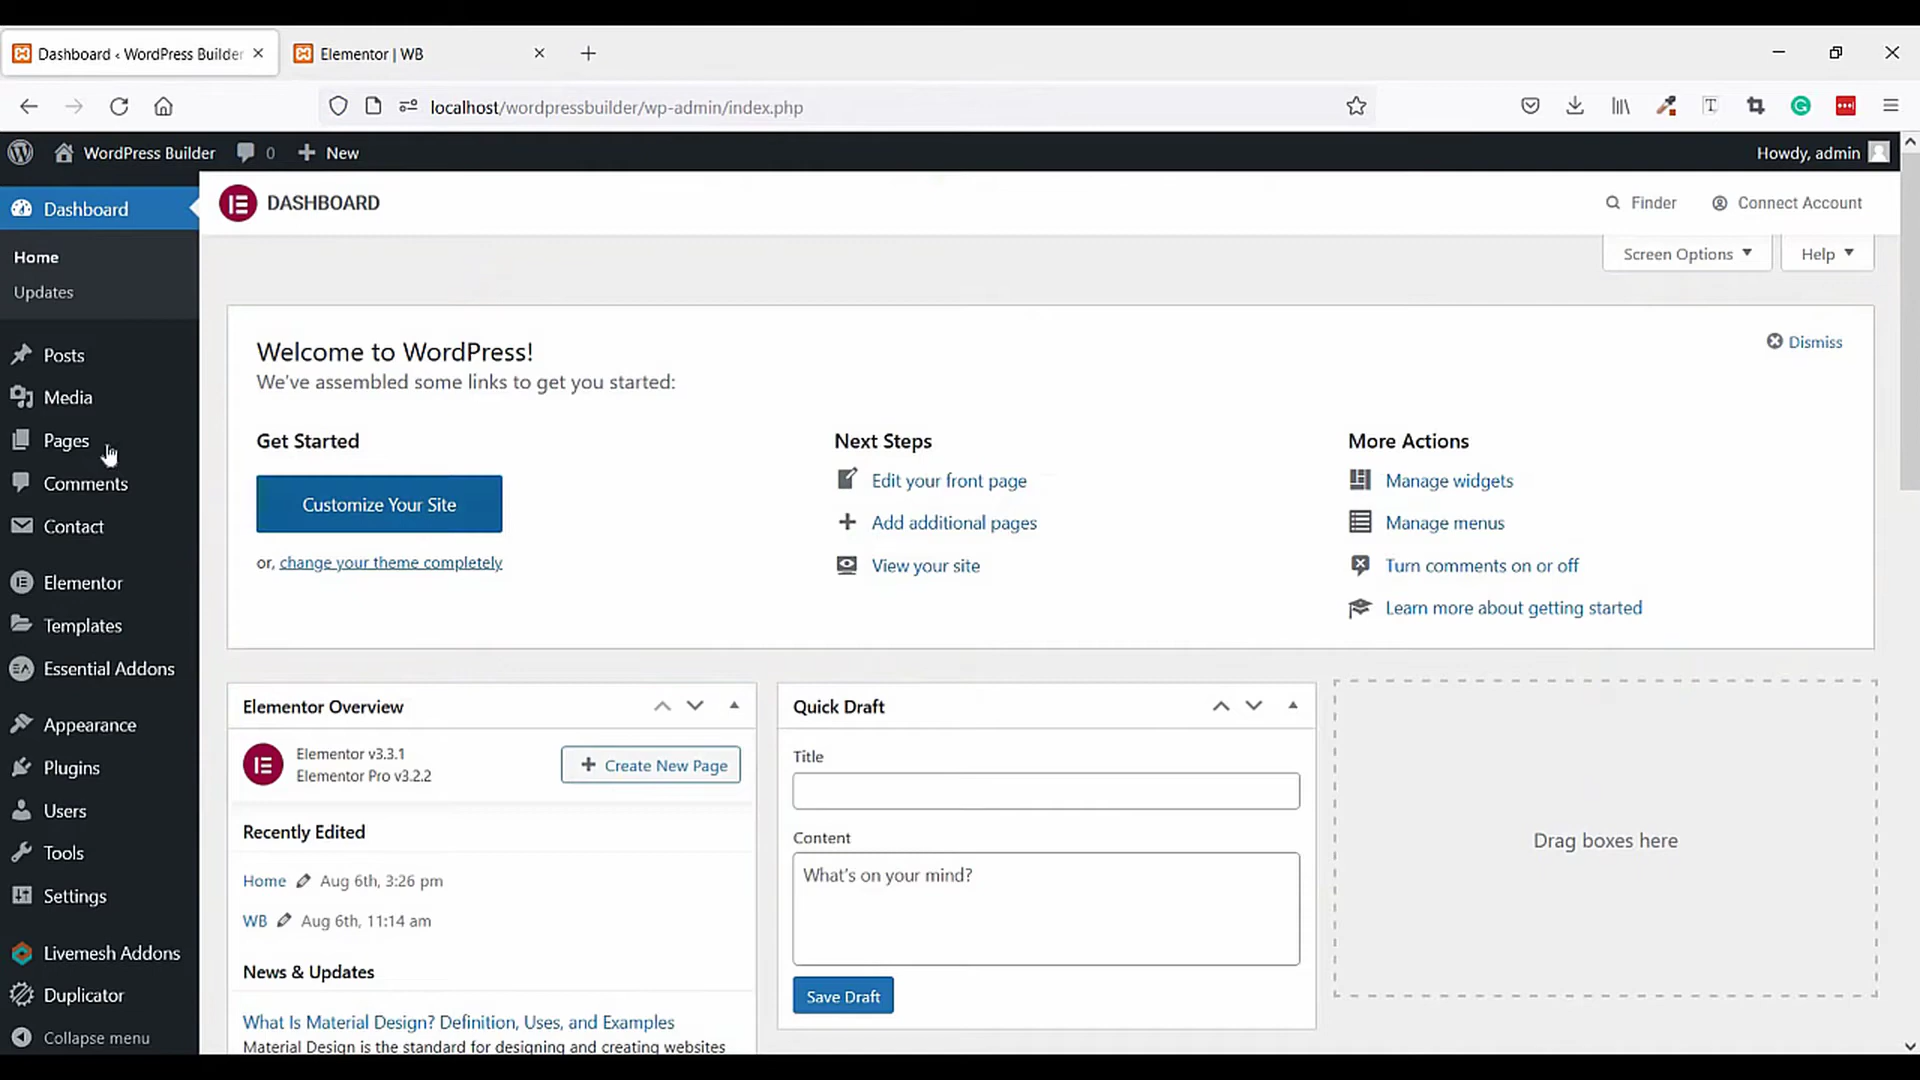 Dashboard ‹ WordPress Builder
Elementor | WB
localhost/wordpressbuilder/wp-admin/index.php
WordPress Builder
0
New
Howdy, admin
Dashboard
Home
Updates
Posts
Media
Pages
Comments
Contact
Elementor
Templates
Essential Addons
Appearance
Plugins
Users
Tools
Settings
Livemesh Addons
Duplicator
Collapse menu
DASHBOARD
Finder
Connect Account
Screen Options
Help
Welcome to WordPress!
We've assembled some links to get you started:
Dismiss
Get Started
Customize Your Site
or, change your theme completely
Next Steps
Edit your front page
Add additional pages
View your site
More Actions
Manage widgets
Manage menus
Turn comments on or off
Learn more about getting started
Elementor Overview
Elementor v3.3.1
Elementor Pro v3.2.2
Create New Page
Recently Edited
Home Aug 6th, 3:26 pm
WB Aug 6th, 11:14 am
News & Updates
What Is Material Design? Definition, Uses, and Examples
Material Design is the standard for designing and creating websites
Quick Draft
Title
Content
What's on your mind?
Save Draft
Drag boxes here